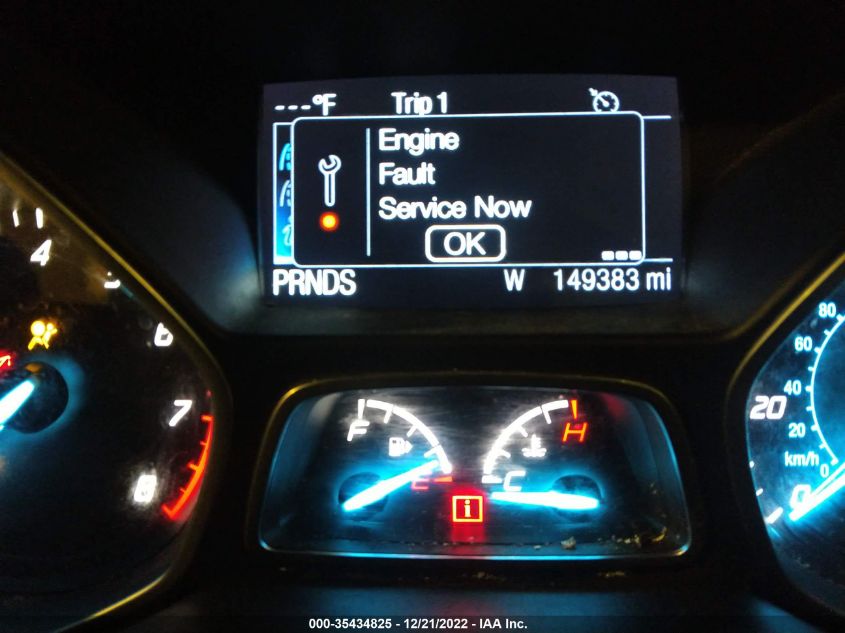 ---°F Trip 1
Engine
Fault
Service Now
OK
PRNDS W 149383 mi
4
6
7
8
F
E
i
C
H
80
60
40
20
20
km/h
0
0
000-35434825 - 12/21/2022 - IAA Inc.